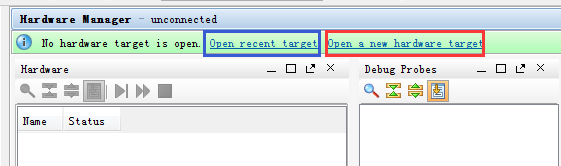 Hardware Manager - unconnected
No hardware target is open. Open recent target Open a new hardware target
Hardware Debug Probes
Name Status